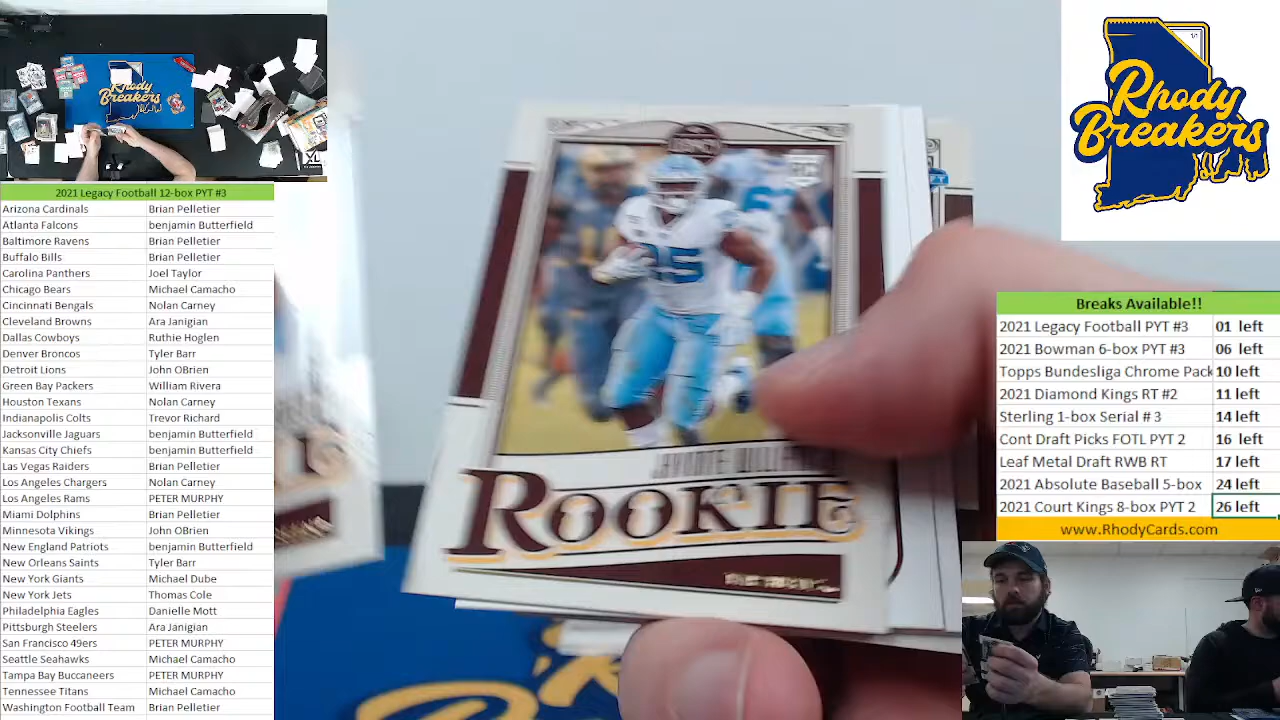 Rhody
Breakers
2021 Legacy Football 12-box PYT #3
Arizona Cardinals Brian Pelletier
Atlanta Falcons benjamin Butterfield
Baltimore Ravens Brian Pelletier
Buffalo Bills Brian Pelletier
Carolina Panthers Joel Taylor
Chicago Bears Michael Camacho
Cincinnati Bengals Nolan Carney
Cleveland Browns Ara Janigian
Dallas Cowboys Ruthie Hoglen
Denver Broncos Tyler Barr
Detroit Lions John OBrien
Green Bay Packers William Rivera
Houston Texans Nolan Carney
Indianapolis Colts Trevor Richard
Jacksonville Jaguars benjamin Butterfield
Kansas City Chiefs benjamin Butterfield
Las Vegas Raiders Brian Pelletier
Los Angeles Chargers Nolan Carney
Los Angeles Rams PETER MURPHY
Miami Dolphins Brian Pelletier
Minnesota Vikings John OBrien
New England Patriots benjamin Butterfield
New Orleans Saints Tyler Barr
New York Giants Michael Dube
New York Jets Thomas Cole
Philadelphia Eagles Danielle Mott
Pittsburgh Steelers Ara Janigian
San Francisco 49ers PETER MURPHY
Seattle Seahawks Michael Camacho
Tampa Bay Buccaneers PETER MURPHY
Tennessee Titans Michael Camacho
Washington Football Team Brian Pelletier
25
ROOKIE
Rhody
Breakers
Breaks Available!!
2021 Legacy Football PYT #3 01 left
2021 Bowman 6-box PYT #3 06 left
Topps Bundesliga Chrome Pack 10 left
2021 Diamond Kings RT #2 11 left
Sterling 1-box Serial # 3 14 left
Cont Draft Picks FOTL PYT 2 16 left
Leaf Metal Draft RWB RT 17 left
2021 Absolute Baseball 5-box 24 left
2021 Court Kings 8-box PYT 2 26 left
www.RhodyCards.com